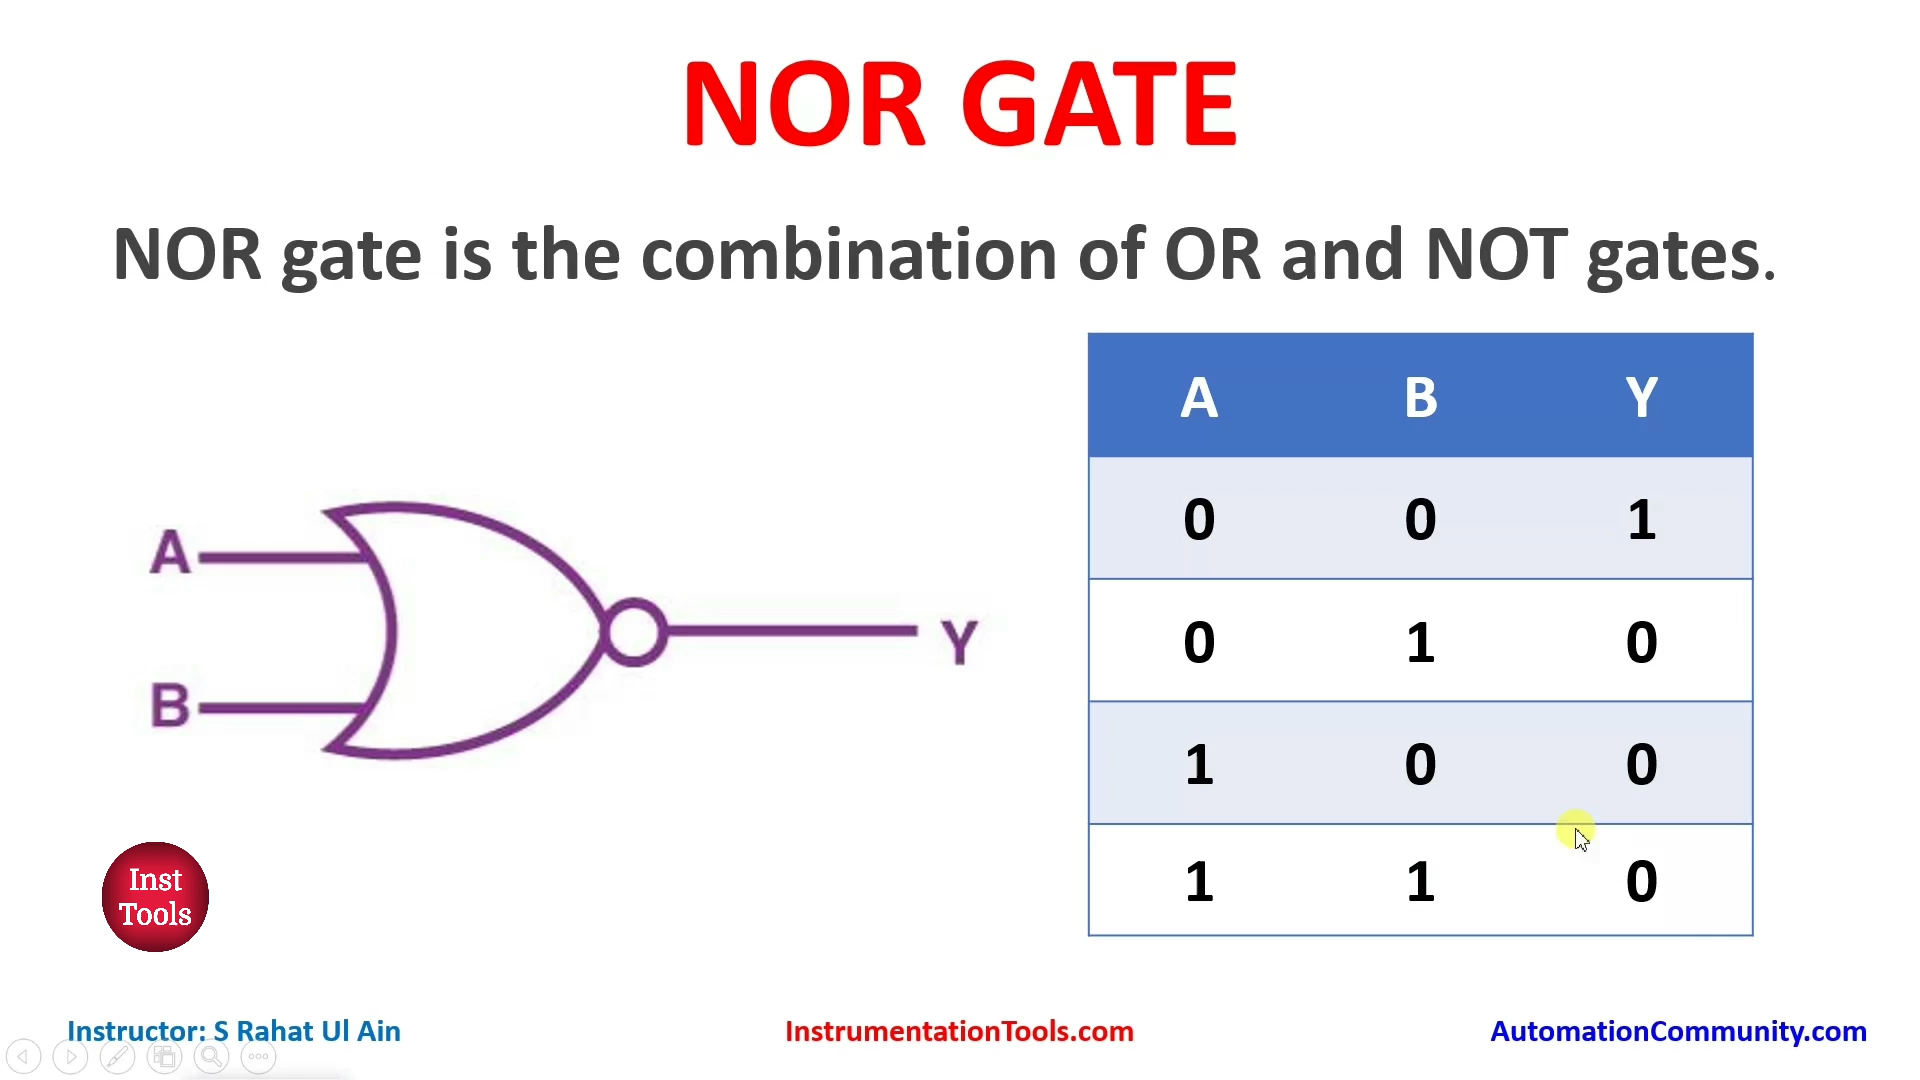 NOR GATE
NOR gate is the combination of OR and NOT gates.
A
B
Y
A B Y
0 0 1
0 1 0
1 0 0
1 1 0
Inst
Tools
Instructor: S Rahat Ul Ain
InstrumentationTools.com
AutomationCommunity.com